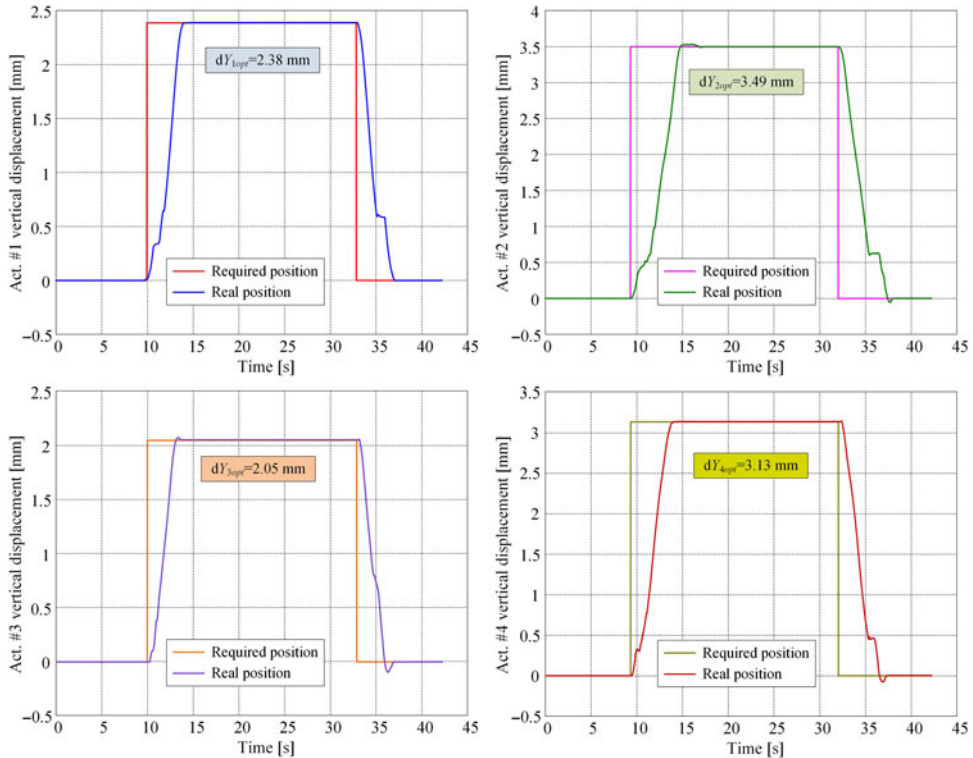 Act. #1 vertical displacement [mm]
2.5
2
1.5
1
0.5
0
−0.5
dY1opt=2.38 mm
Required position
Real position
0 5 10 15 20 25 30 35 40 45
Time [s]
Act. #2 vertical displacement [mm]
4
3.5
3
2.5
2
1.5
1
0.5
0
−0.5
dY2opt=3.49 mm
Required position
Real position
0 5 10 15 20 25 30 35 40 45
Time [s]
Act. #3 vertical displacement [mm]
2.5
2
1.5
1
0.5
0
−0.5
dY3opt=2.05 mm
Required position
Real position
0 5 10 15 20 25 30 35 40 45
Time [s]
Act. #4 vertical displacement [mm]
3.5
3
2.5
2
1.5
1
0.5
0
−0.5
dY4opt=3.13 mm
Required position
Real position
0 5 10 15 20 25 30 35 40 45
Time [s]